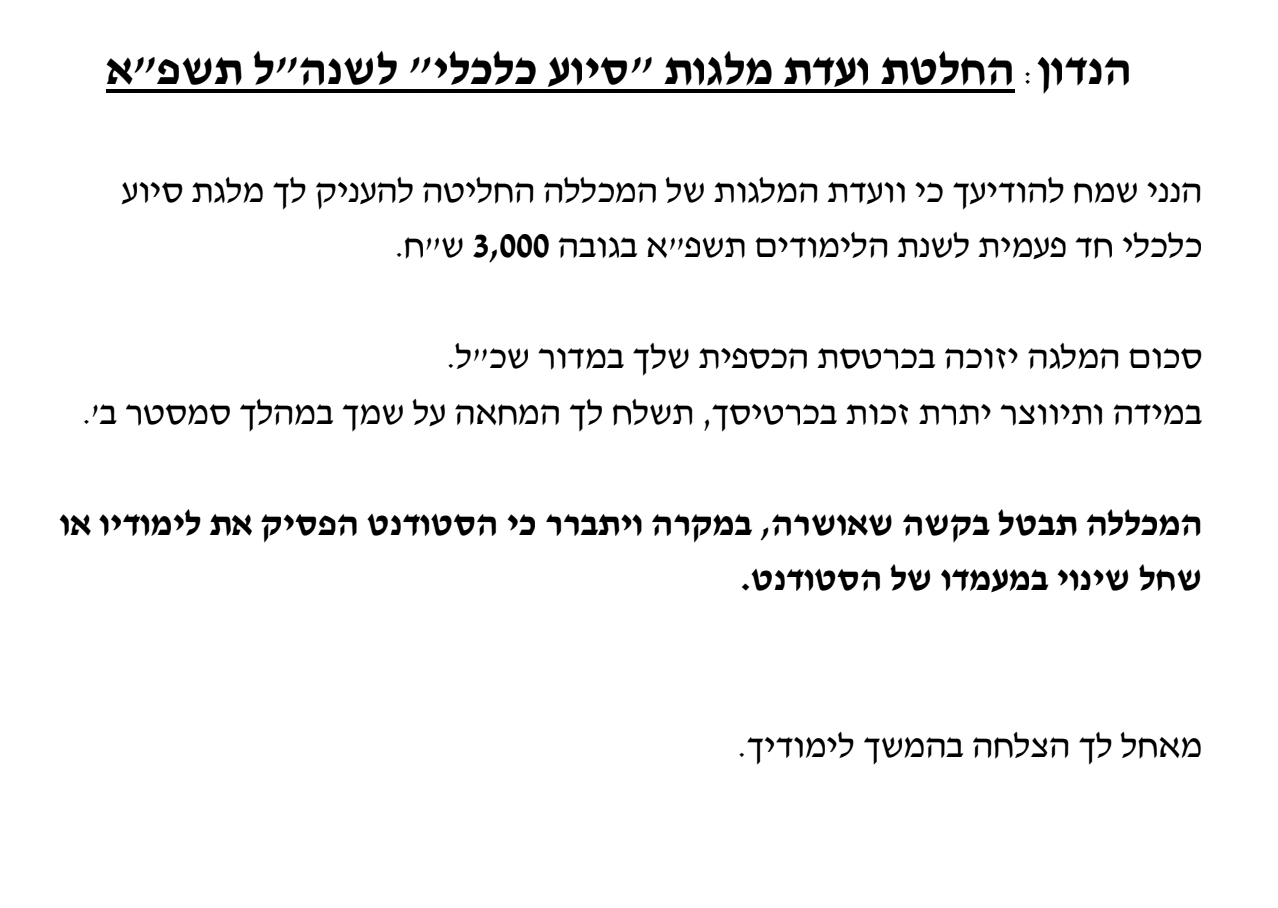 הנדון: החלטת ועדת מלגות ״סיוע כלכלי״ לשנה״ל תשפ״א
הנני שמח להודיעך כי וועדת המלגות של המכללה החליטה להעניק לך מלגת סיוע
כלכלי חד פעמית לשנת הלימודים תשפ״א בגובה 3,000 ש״ח.
סכום המלגה יזוכה בכרטסת הכספית שלך במדור שכ״ל.
במידה ותיווצר יתרת זכות בכרטיסך, תשלח לך המחאה על שמך במהלך סמסטר ב׳.
המכללה תבטל בקשה שאושרה, במקרה ויתברר כי הסטודנט הפסיק את לימודיו או
שחל שינוי במעמדו של הסטודנט.
מאחל לך הצלחה בהמשך לימודיך.